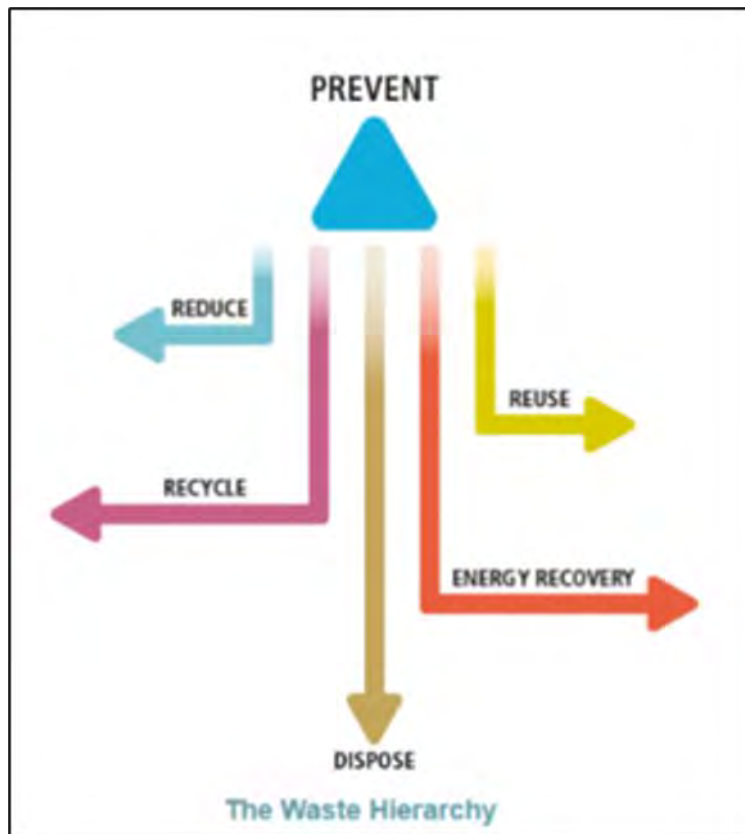 PREVENT
REDUCE
REUSE
RECYCLE
ENERGY RECOVERY
DISPOSE
The Waste Hierarchy